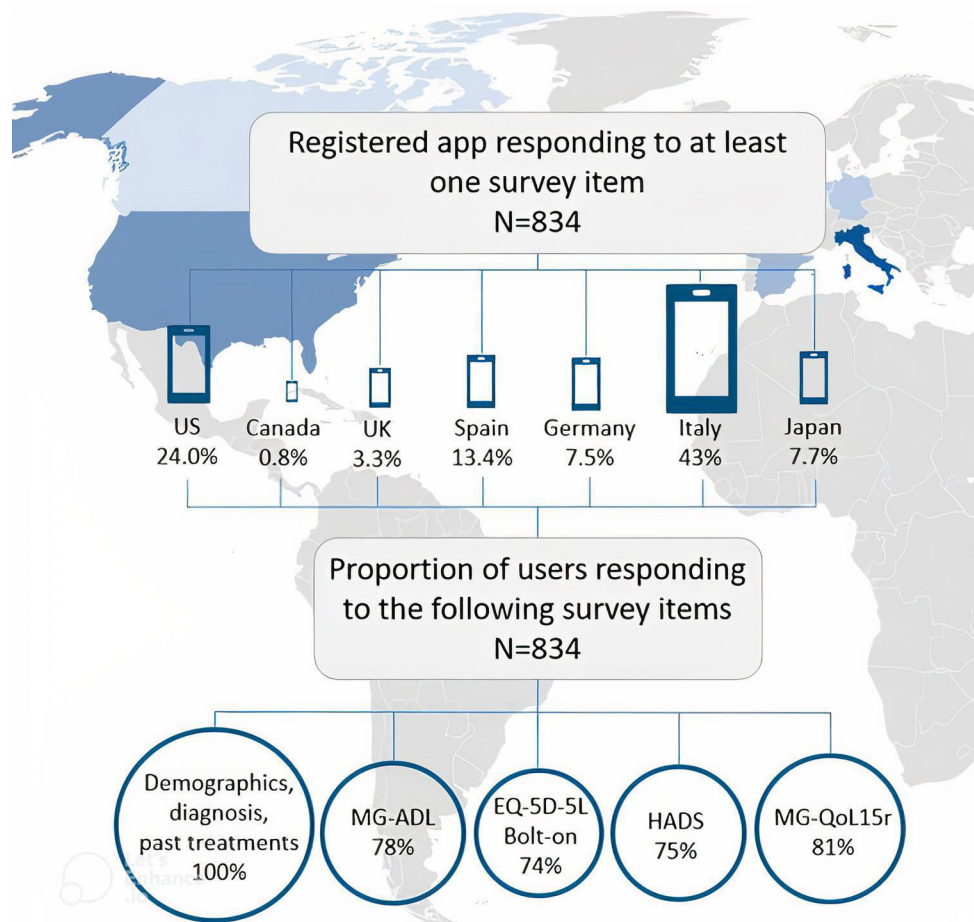 Registered app responding to at least
one survey item
N=834
US
24.0%
Canada
0.8%
UK
3.3%
Spain
13.4%
Germany
7.5%
Italy
43%
Japan
7.7%
Proportion of users responding
to the following survey items
N=834
Demographics,
diagnosis,
past treatments
100%
MG-ADL
78%
EQ-5D-5L
Bolt-on
74%
HADS
75%
MG-QoL15r
81%
Let's
Enhance
.io